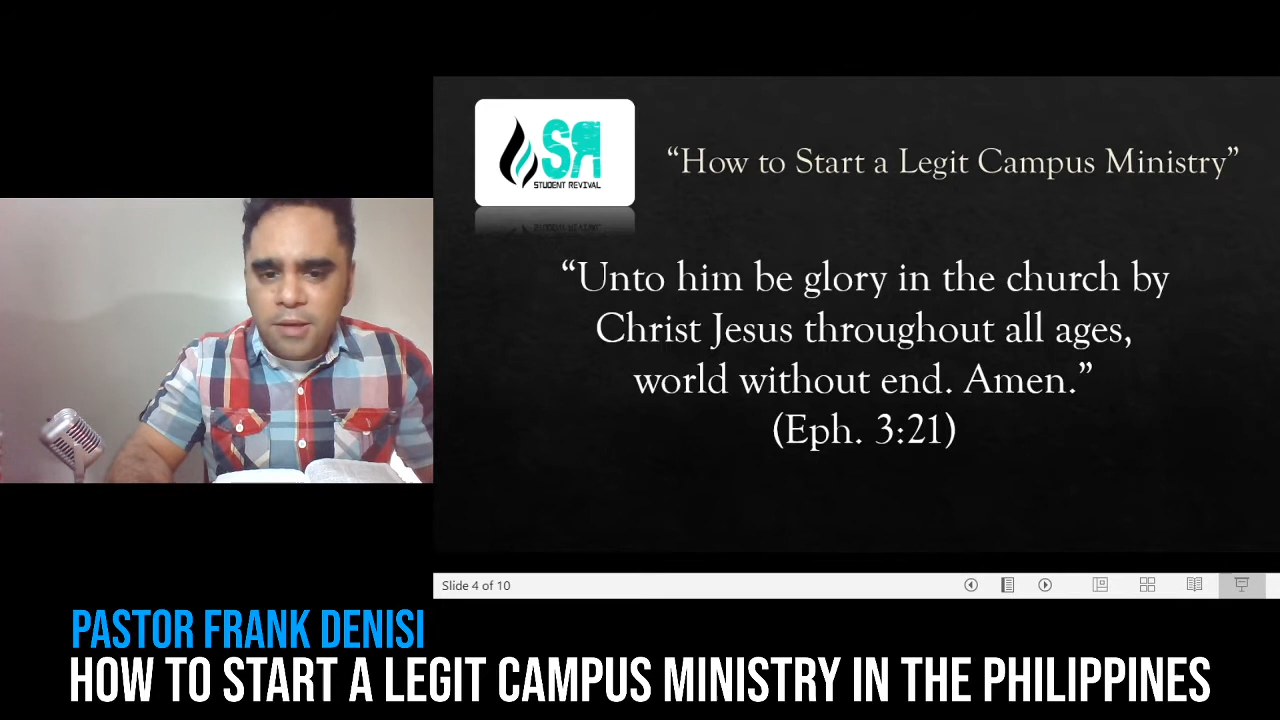 SR
STUDENT REVIVAL
“How to Start a Legit Campus Ministry”
“Unto him be glory in the church by
Christ Jesus throughout all ages,
world without end. Amen.”
(Eph. 3:21)
Slide 4 of 10
PASTOR FRANK DENISI
HOW TO START A LEGIT CAMPUS MINISTRY IN THE PHILIPPINES